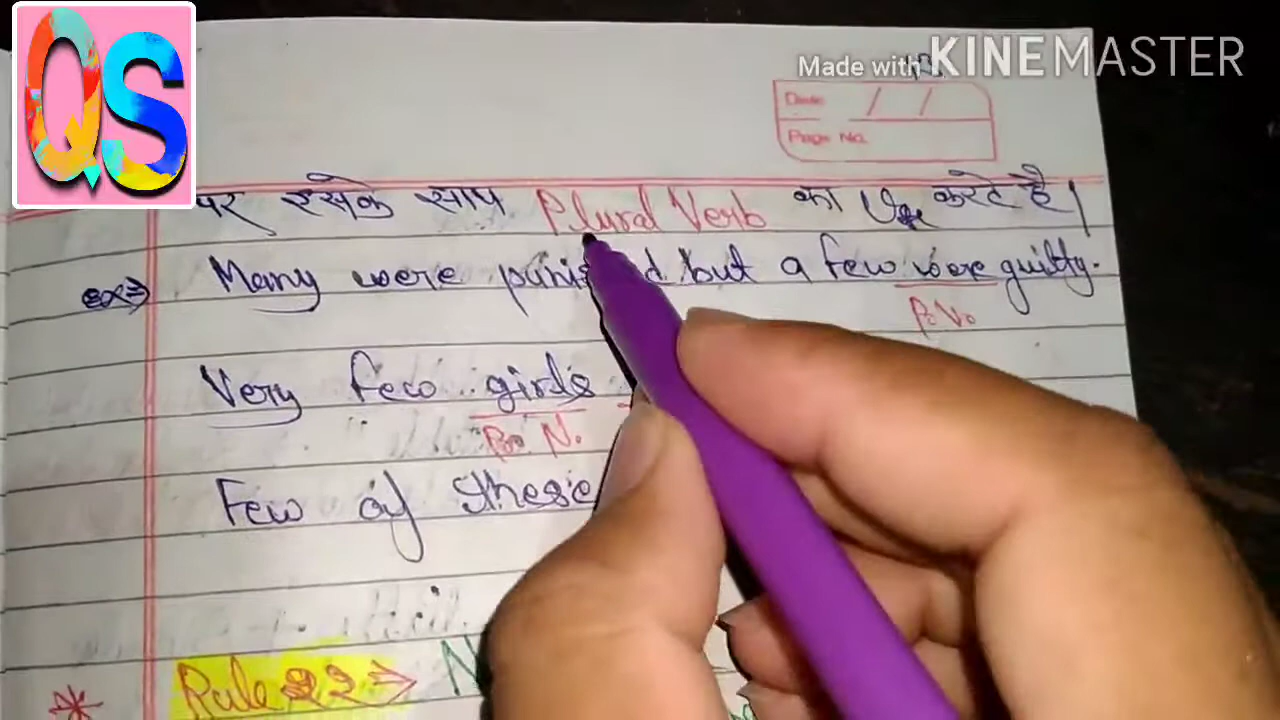 QS
Made with KINEMASTER
Date / /
Page No.
पर इसके साथ Plural Verb का Use करते है।
ex⇒ Many were punished but a few were guilty.
P. V.
Very few girls
P. N.
Few of these
* Rule 22 ⇒ N